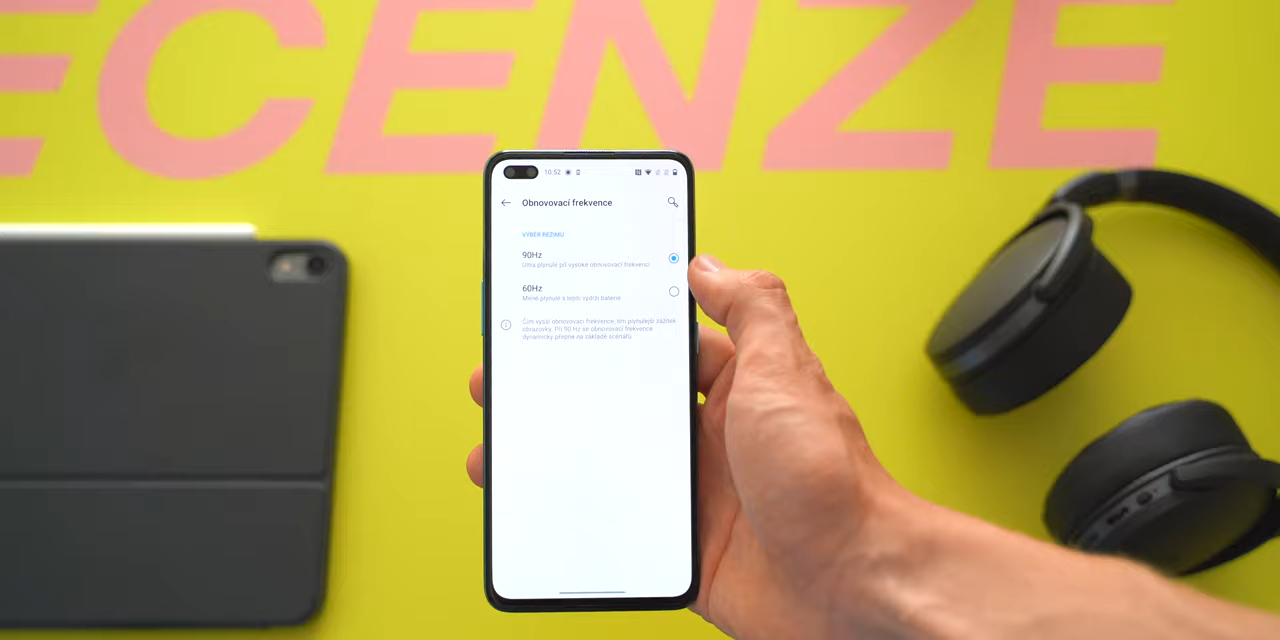 ECENZE
10:52
Obnovovací frekvence
VÝBĚR REŽIMU
90Hz
Ultra plynulé při vysoké obnovovací frekvenci
60Hz
Méně plynulé s lepší výdrží baterie
Čím vyšší obnovovací frekvence, tím plynulejší zážitek
obrazovky. Při 90 Hz se obnovovací frekvence
dynamicky přepne na základě scénářů.